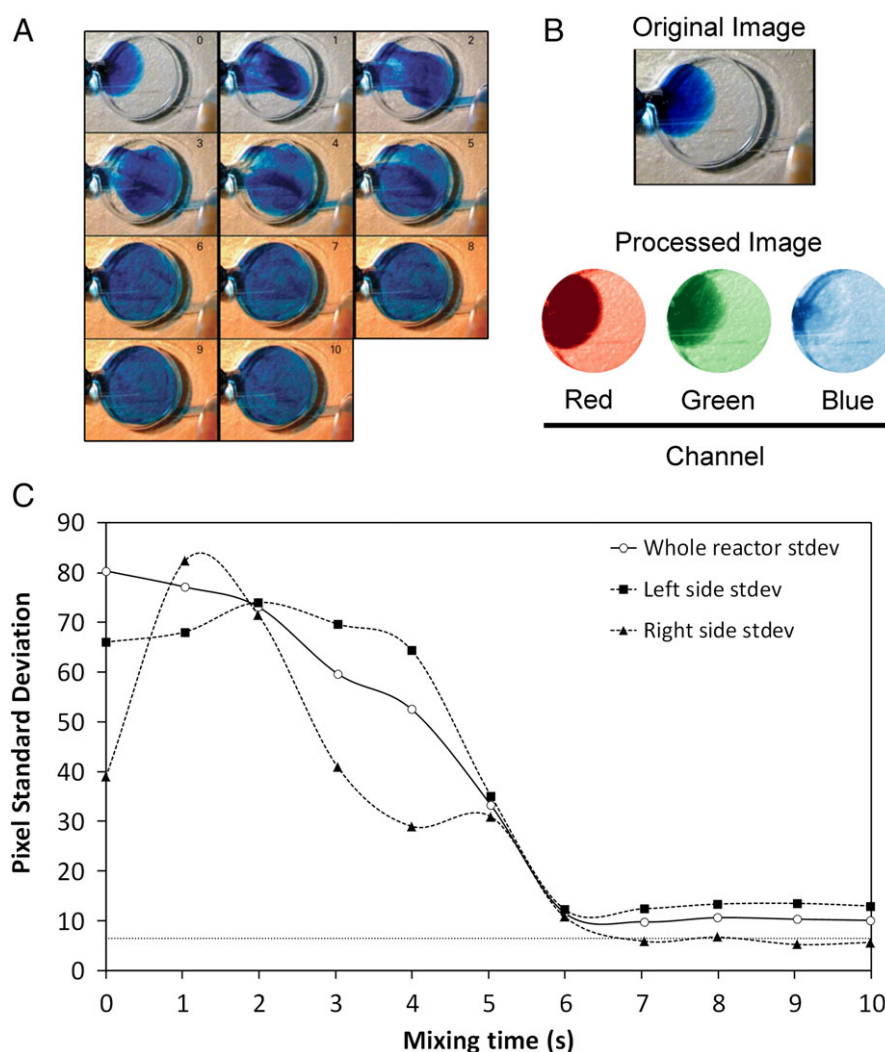 A
0
1
2
3
4
5
6
7
8
9
10
B
Original Image
Processed Image
Red Green Blue
Channel
C
Pixel Standard Deviation
90
80
70
60
50
40
30
20
10
0
Whole reactor stdev
Left side stdev
Right side stdev
0 1 2 3 4 5 6 7 8 9 10
Mixing time (s)